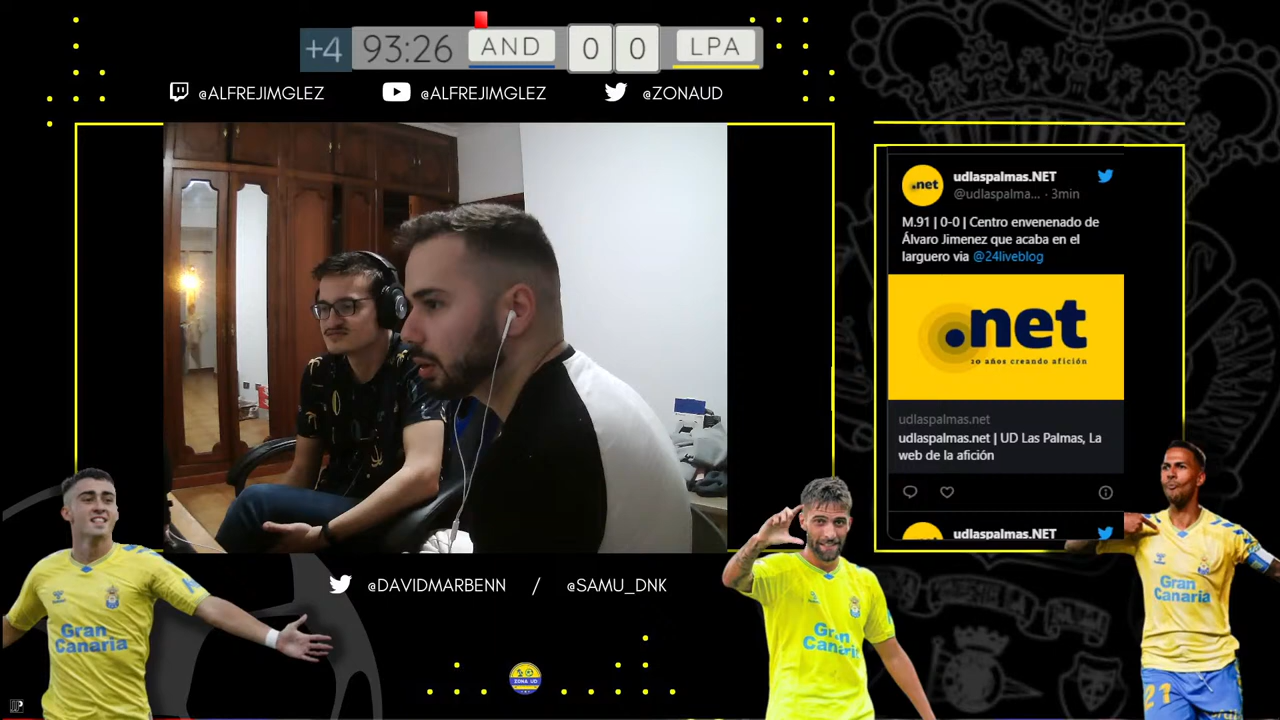 +4 93:26 AND 0 0 LPA
@ALFREJIMGLEZ @ALFREJIMGLEZ @ZONAUD
.net
udlaspalmas.NET
@udlaspalma... · 3min
M.91 | 0-0 | Centro envenenado de
Álvaro Jimenez que acaba en el
larguero via @24liveblog
.net
20 años creando afición
udlaspalmas.net
udlaspalmas.net | UD Las Palmas, La
web de la afición
udlaspalmas.NET
@DAVIDMARBENN / @SAMU_DNK
Gran
Canaria
Gran
Canaria
Gran
Canaria
21
ZONA UD